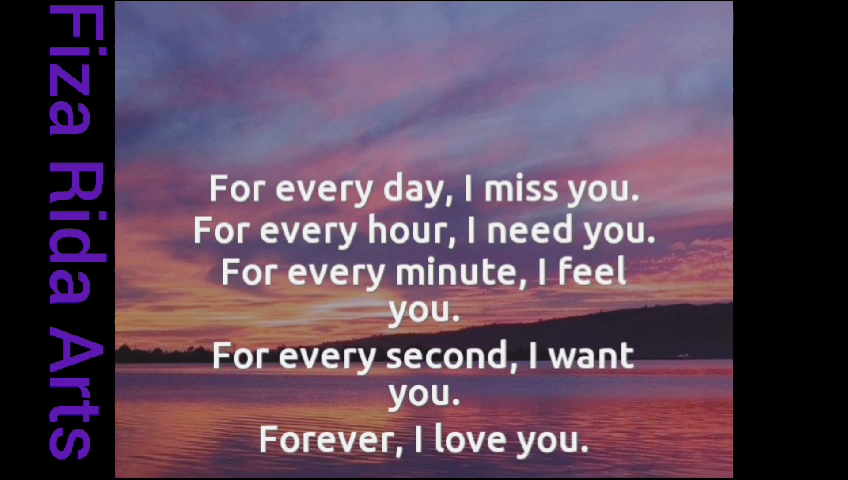 Fiza Rida Arts
For every day, I miss you.
For every hour, I need you.
For every minute, I feel
you.
For every second, I want
you.
Forever, I love you.